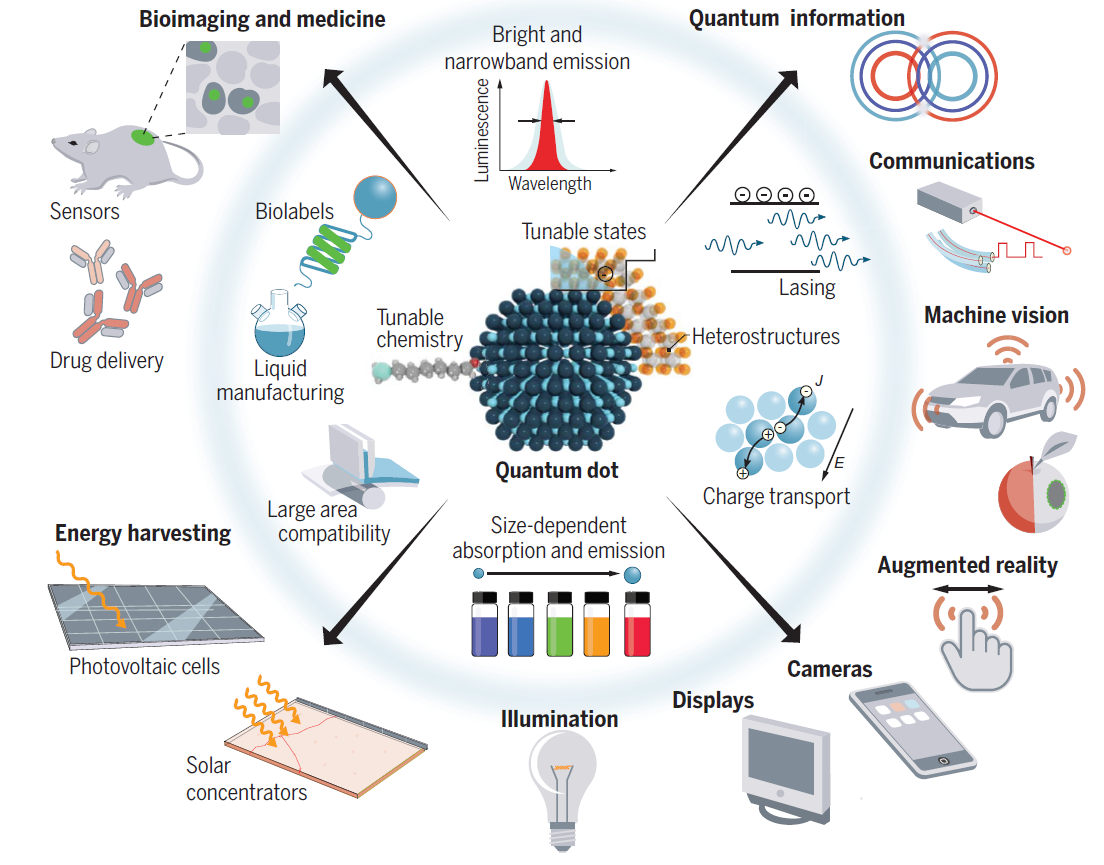 Bioimaging and medicine
Quantum information
Bright and
narrowband emission
Luminescence
Wavelength
Communications
Sensors
Biolabels
Tunable states
Lasing
Machine vision
Tunable
chemistry
Heterostructures
Drug delivery
Liquid
manufacturing
J
E
Quantum dot
Charge transport
Large area
compatibility
Energy harvesting
Size-dependent
absorption and emission
Augmented reality
Photovoltaic cells
Cameras
Displays
Illumination
Solar
concentrators